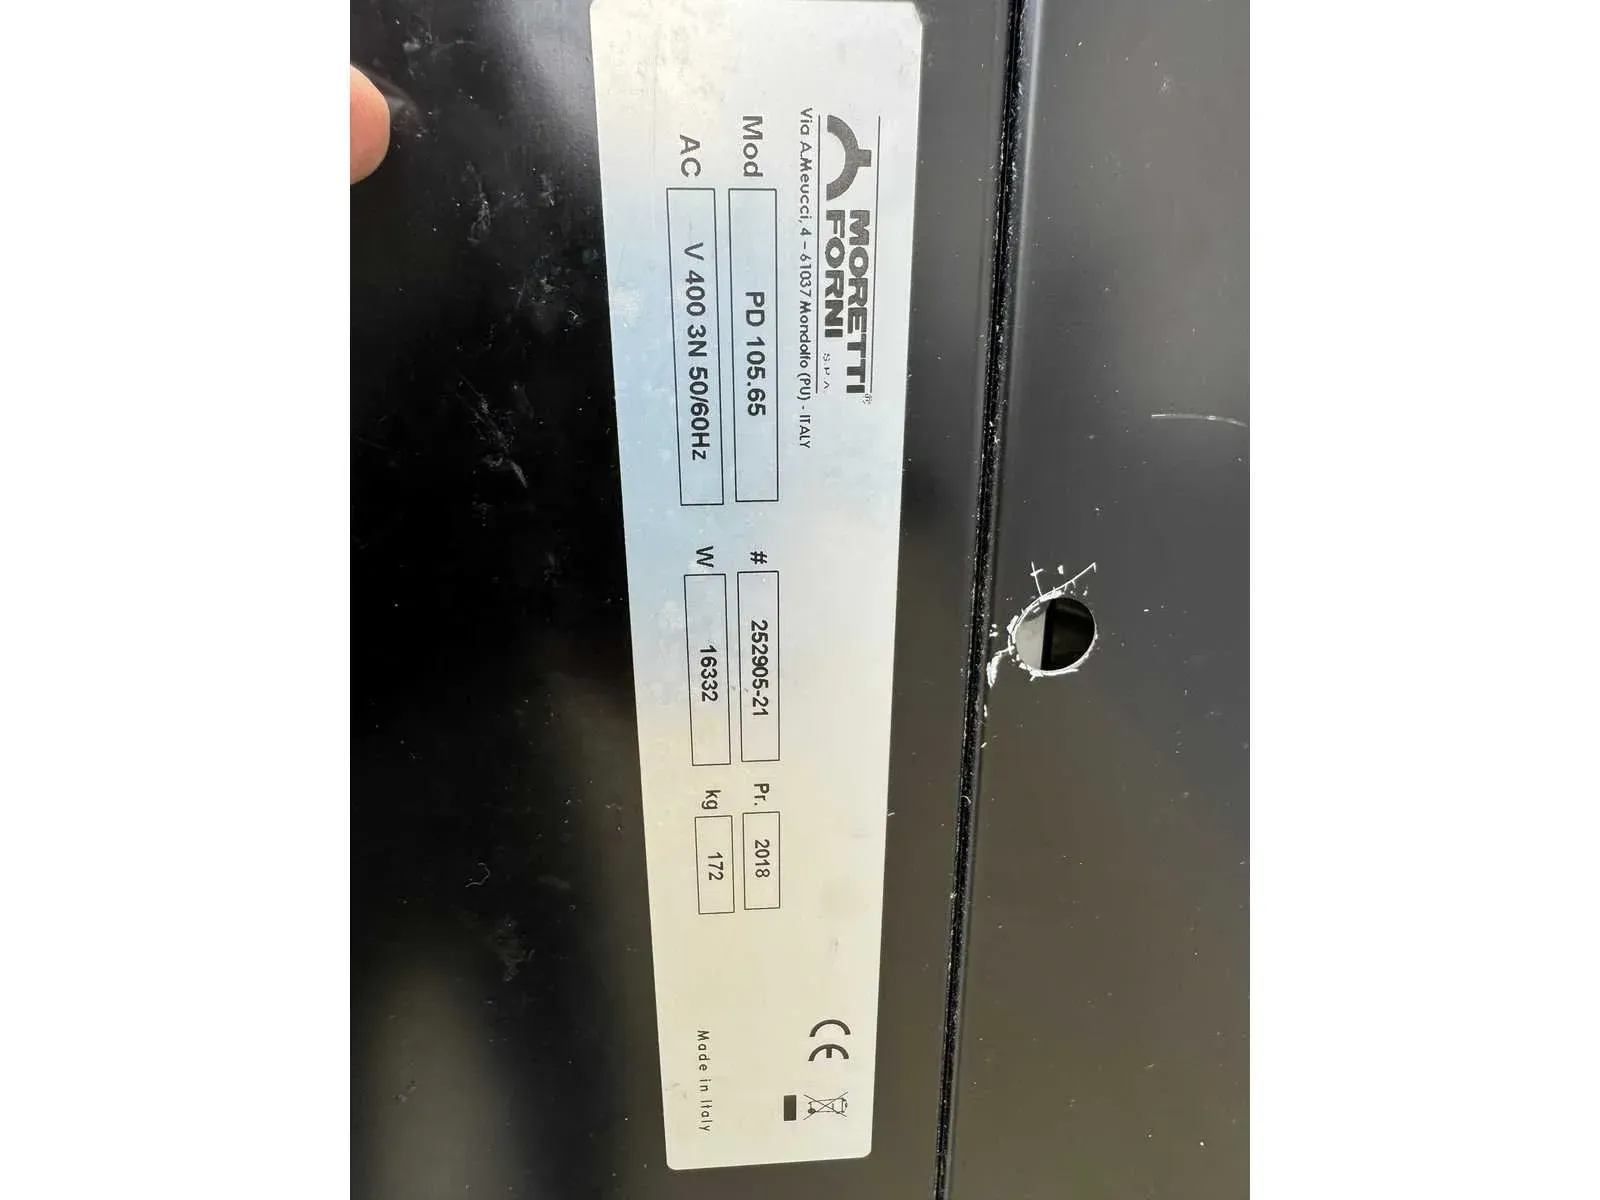 MORETTI®
FORNI S.P.A.
Via A.Meucci, 4 - 61037 Mondolfo (PU) - ITALY
Mod PD 105.65 # 252905-21 Pr. 2018
AC V 400 3N 50/60Hz W 16332 kg 172
CE
Made in Italy